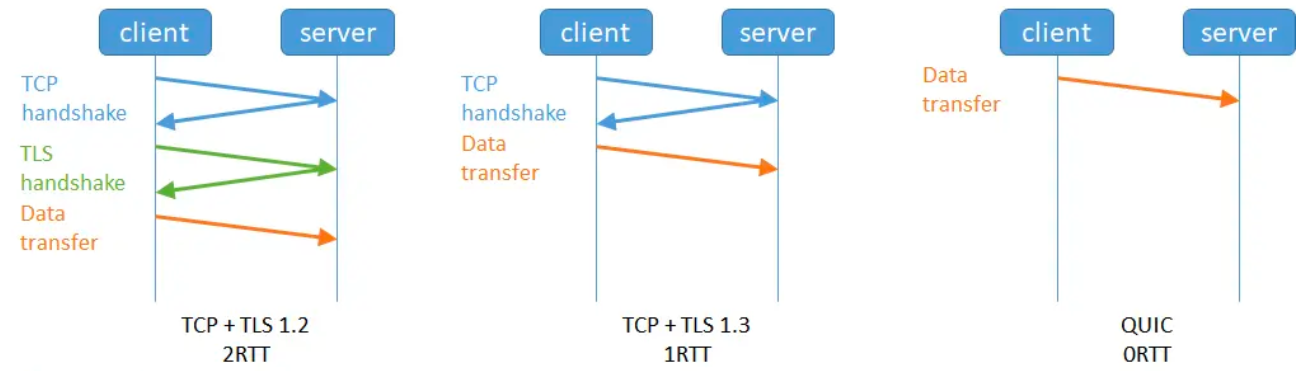 client
server
TCP
handshake
TLS
handshake
Data
transfer
TCP + TLS 1.2
2RTT
client
server
TCP
handshake
Data
transfer
TCP + TLS 1.3
1RTT
client
server
Data
transfer
QUIC
0RTT